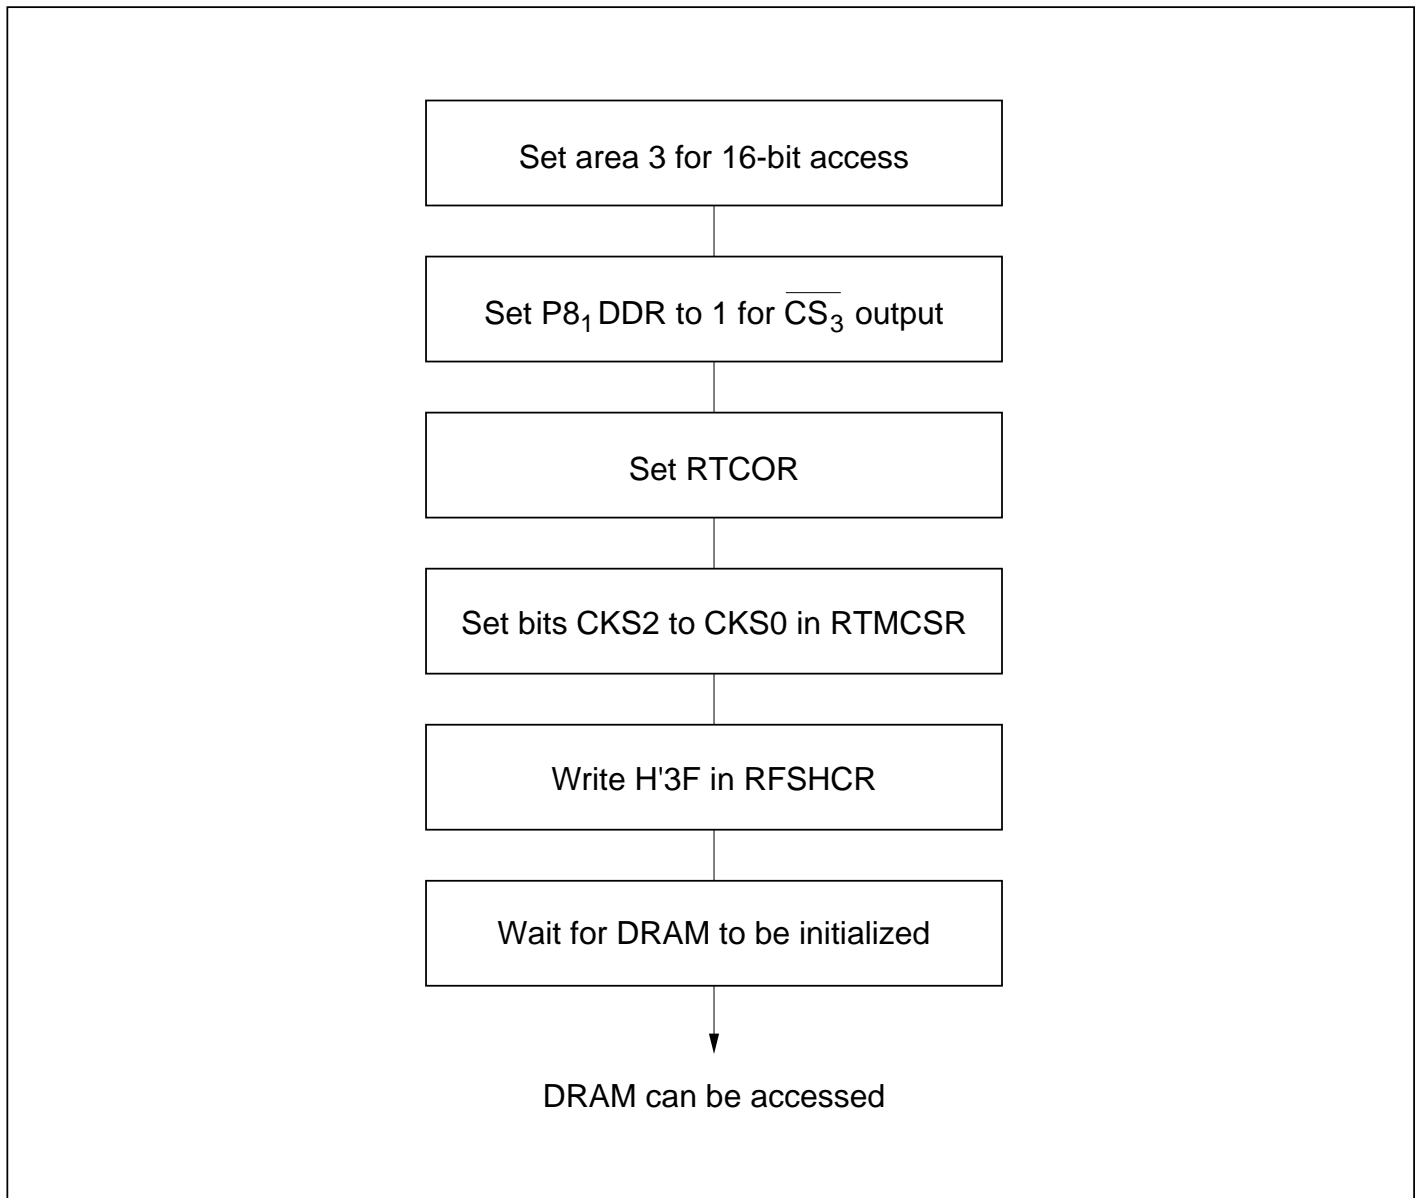 Set area 3 for 16-bit access
Set P8₁ DDR to 1 for C̅S̅₃ output
Set RTCOR
Set bits CKS2 to CKS0 in RTMCSR
Write H'3F in RFSHCR
Wait for DRAM to be initialized
DRAM can be accessed